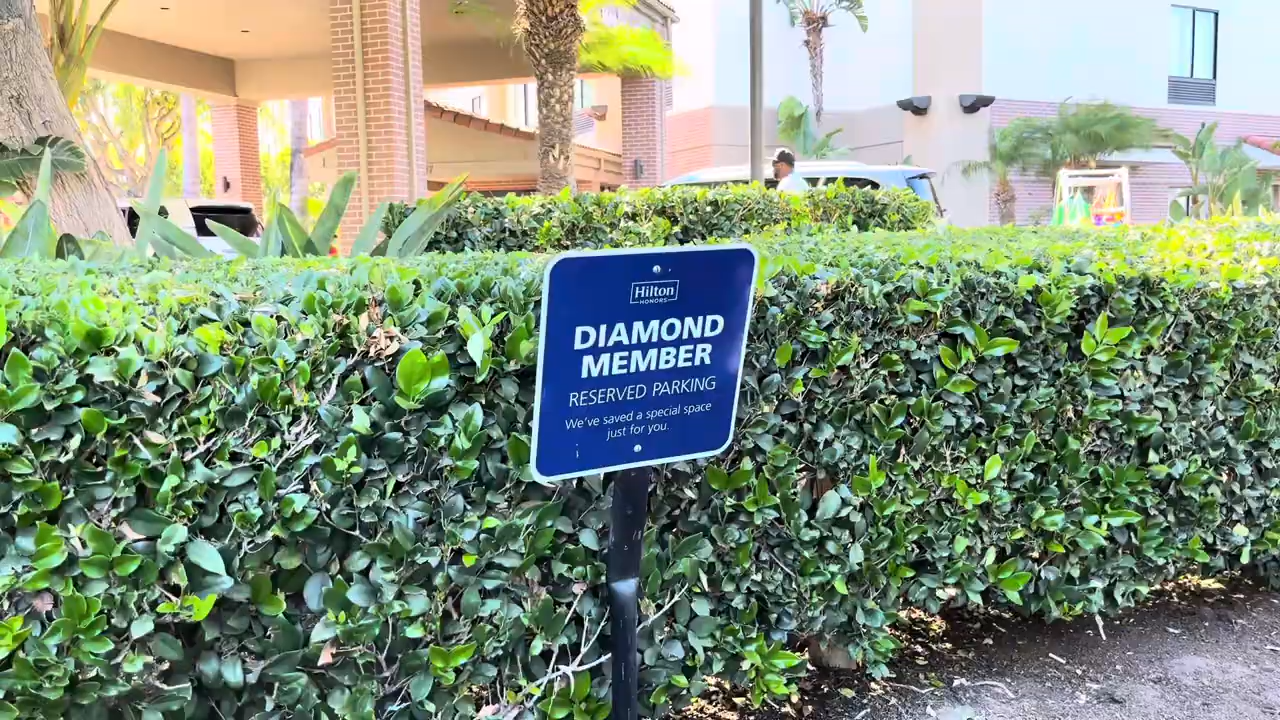 Hilton
HONORS
DIAMOND
MEMBER
RESERVED PARKING
We've saved a special space
just for you.